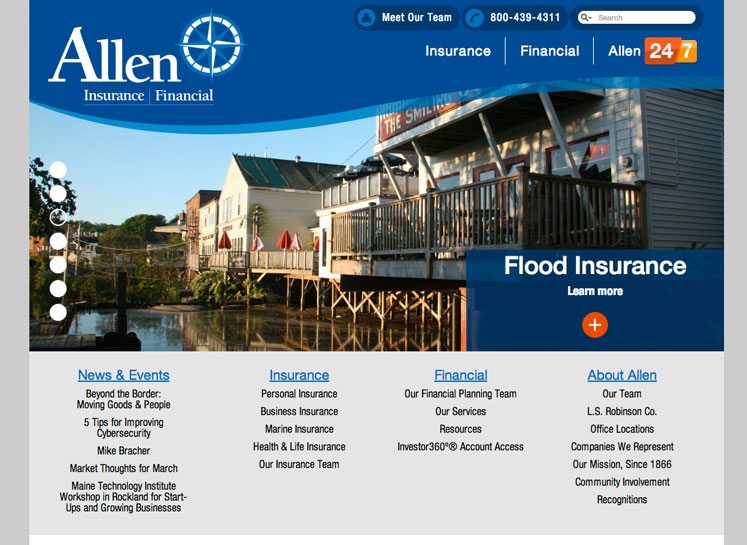 Allen
Insurance | Financial
Meet Our Team
800-439-4311
Search
Insurance
Financial
Allen 24 7
THE SMILING
Flood Insurance
Learn more
+
News & Events
Beyond the Border:
Moving Goods & People
5 Tips for Improving
Cybersecurity
Mike Bracher
Market Thoughts for March
Maine Technology Institute
Workshop in Rockland for Start-
Ups and Growing Businesses
Insurance
Personal Insurance
Business Insurance
Marine Insurance
Health & Life Insurance
Our Insurance Team
Financial
Our Financial Planning Team
Our Services
Resources
Investor360°® Account Access
About Allen
Our Team
L.S. Robinson Co.
Office Locations
Companies We Represent
Our Mission, Since 1866
Community Involvement
Recognitions